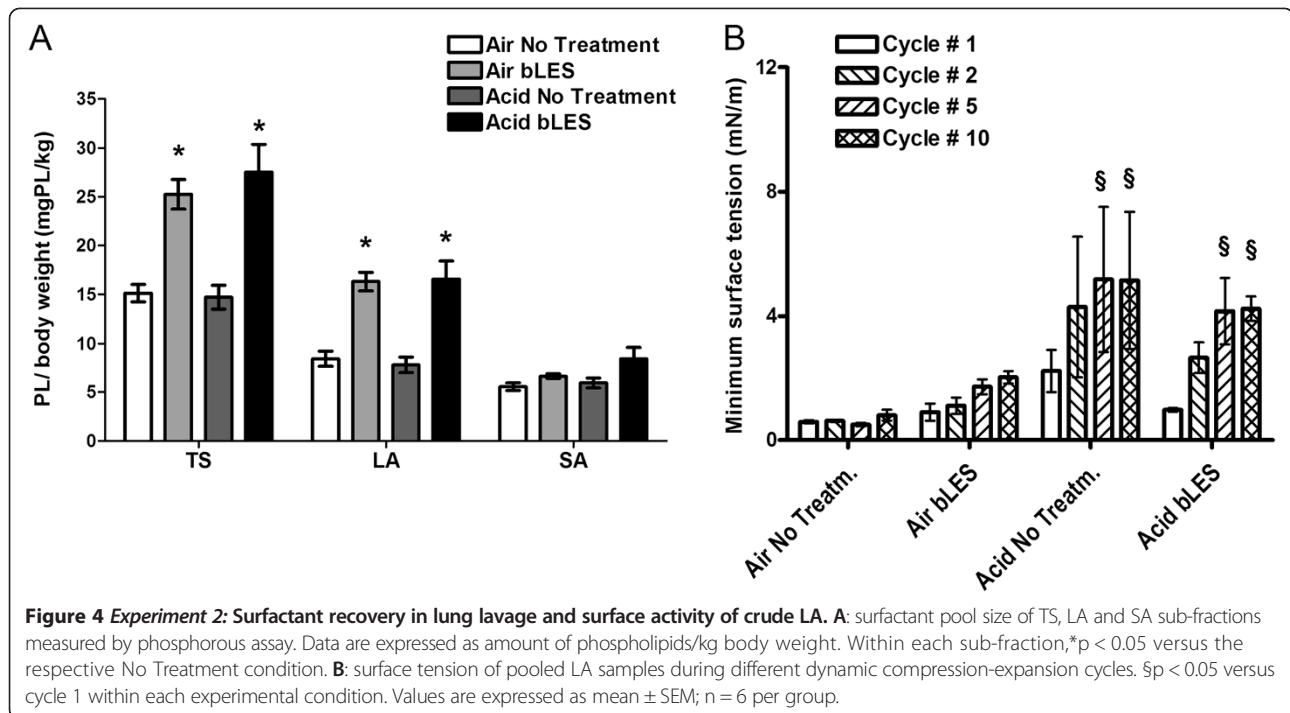 A
Air No Treatment
Air bLES
Acid No Treatment
Acid bLES
PL/ body weight (mgPL/kg)
35
30
25
20
15
10
5
0
* *
* *
TS LA SA
B
Cycle # 1
Cycle # 2
Cycle # 5
Cycle # 10
Minimum surface tension (mN/m)
12
8
4
0
§ §
§ §
Air No Treatm.
Air bLES
Acid No Treatm.
Acid bLES
Figure 4 Experiment 2: Surfactant recovery in lung lavage and surface activity of crude LA. A: surfactant pool size of TS, LA and SA sub-fractions
measured by phosphorous assay. Data are expressed as amount of phospholipids/kg body weight. Within each sub-fraction,*p < 0.05 versus the
respective No Treatment condition. B: surface tension of pooled LA samples during different dynamic compression-expansion cycles. §p < 0.05 versus
cycle 1 within each experimental condition. Values are expressed as mean ± SEM; n = 6 per group.